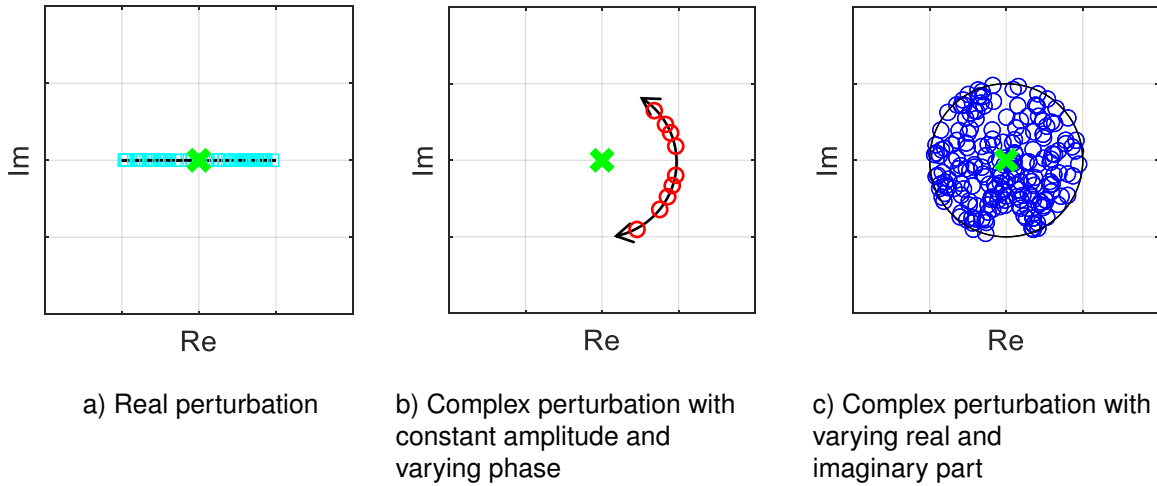 Im
Re
a) Real perturbation
Im
Re
b) Complex perturbation with
constant amplitude and
varying phase
Im
Re
c) Complex perturbation with
varying real and
imaginary part